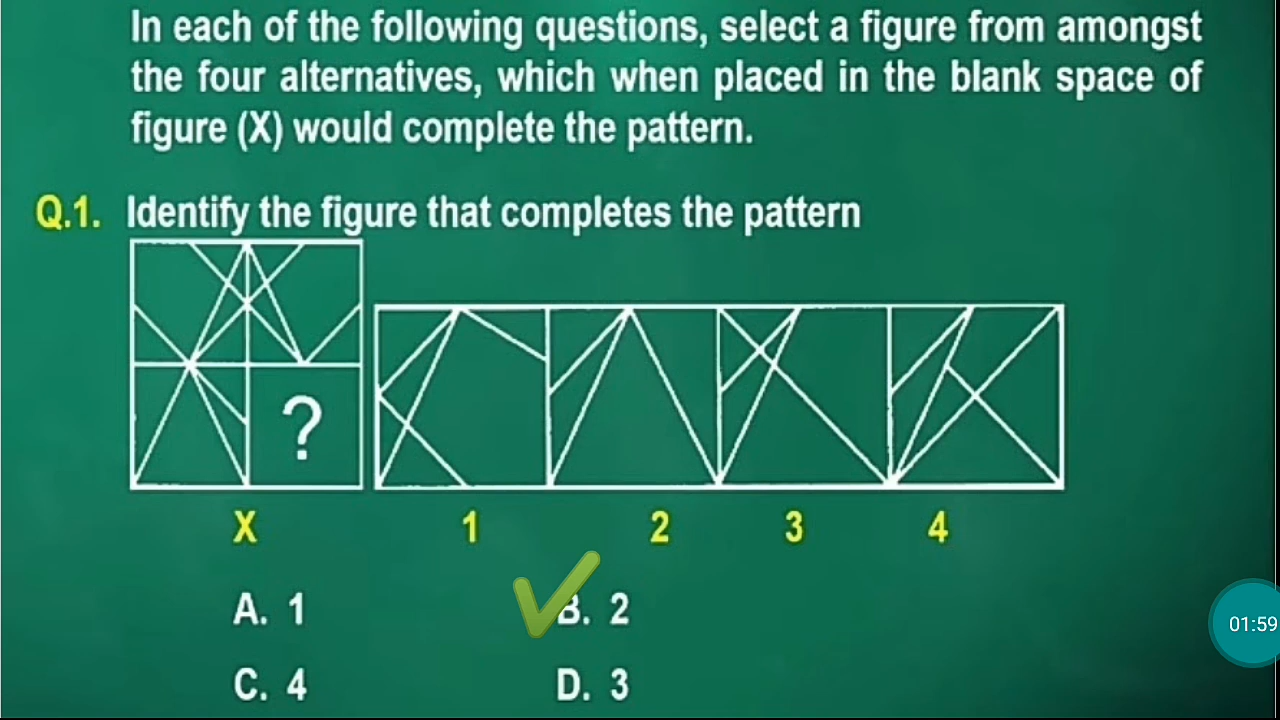 In each of the following questions, select a figure from amongst
the four alternatives, which when placed in the blank space of
figure (X) would complete the pattern.
Q.1. Identify the figure that completes the pattern
?
X 1 2 3 4
A. 1 B. 2
C. 4 D. 3
01:59